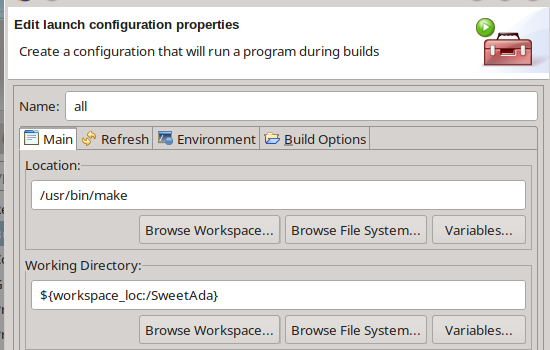 Edit launch configuration properties
Create a configuration that will run a program during builds
Name: all
Main Refresh Environment Build Options
Location:
/usr/bin/make
Browse Workspace... Browse File System... Variables...
Working Directory:
${workspace_loc:/SweetAda}
Browse Workspace... Browse File System... Variables...